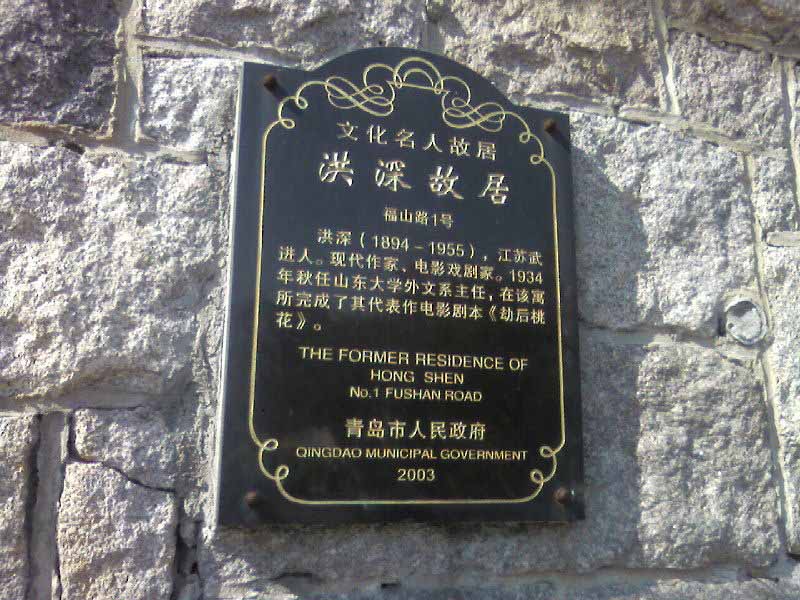 文化名人故居
洪深故居
福山路1号
洪深（1894－1955），江苏武
进人。现代作家、电影戏剧家。1934
年秋任山东大学外文系主任，在该寓
所完成了其代表作电影剧本《劫后桃
花》。
THE FORMER RESIDENCE OF
HONG SHEN
No.1 FUSHAN ROAD
青岛市人民政府
QINGDAO MUNICIPAL GOVERNMENT
2003